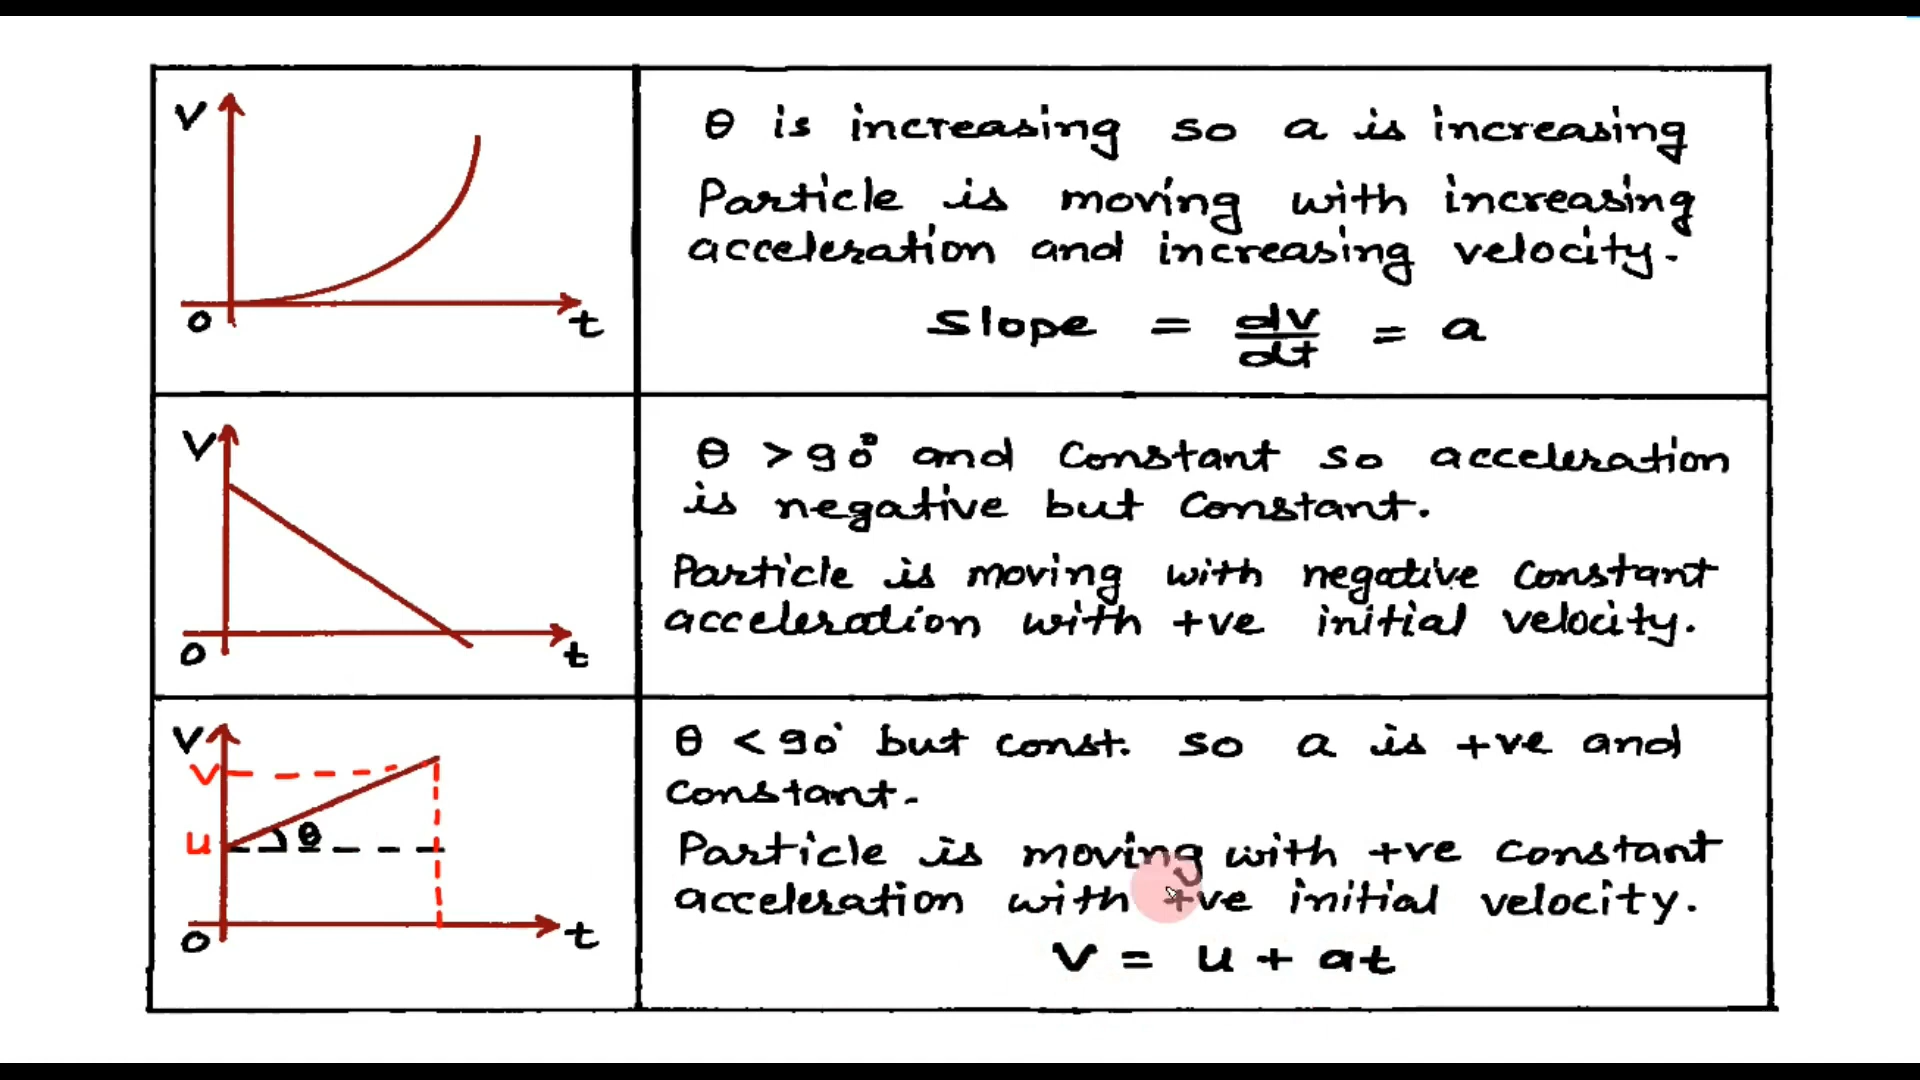 V
0
t
θ is increasing so a is increasing
Particle is moving with increasing
acceleration and increasing velocity.
Slope = dv/dt = a
V
0
t
θ > 90° and Constant so acceleration
is negative but Constant.
Particle is moving with negative Constant
acceleration with +ve initial velocity.
V
v
u
θ
0
t
θ < 90° but const. so a is +ve and
Constant.
Particle is moving with +ve constant
acceleration with +ve initial velocity.
V = u + at